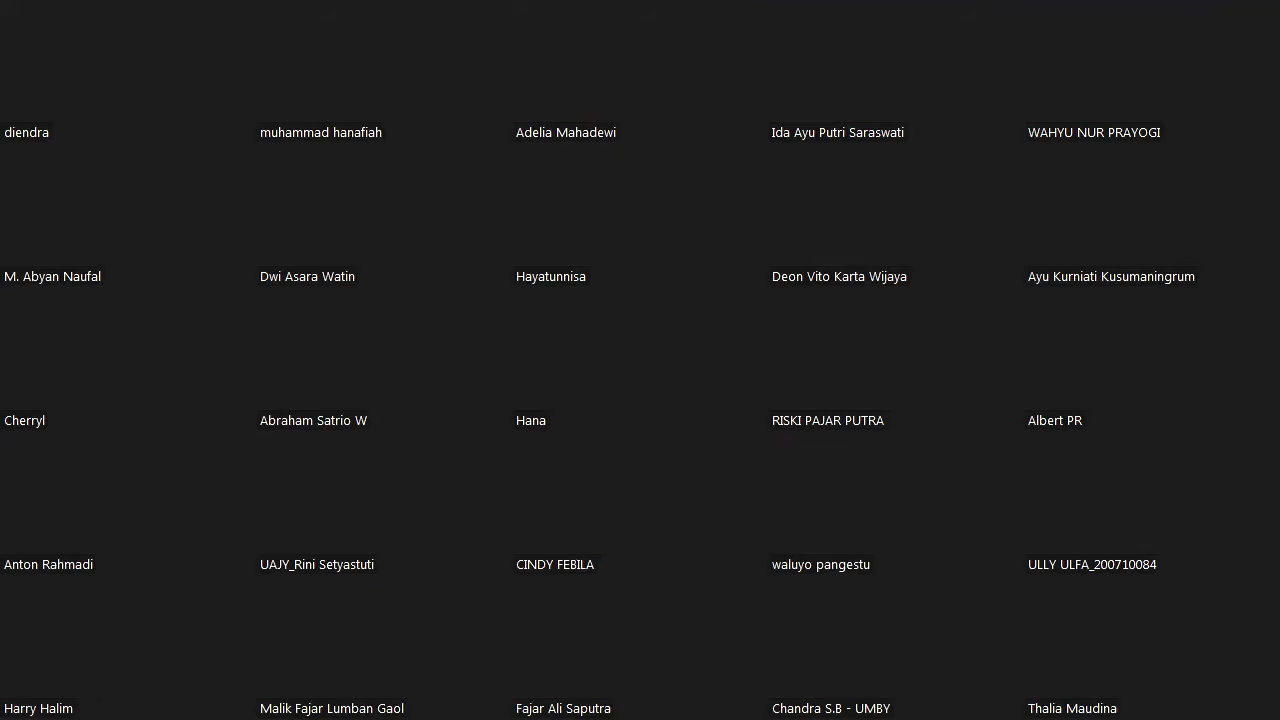 diendra
muhammad hanafiah
Adelia Mahadewi
Ida Ayu Putri Saraswati
WAHYU NUR PRAYOGI
M. Abyan Naufal
Dwi Asara Watin
Hayatunnisa
Deon Vito Karta Wijaya
Ayu Kurniati Kusumaningrum
Cherryl
Abraham Satrio W
Hana
RISKI PAJAR PUTRA
Albert PR
Anton Rahmadi
UAJY_Rini Setyastuti
CINDY FEBILA
waluyo pangestu
ULLY ULFA_200710084
Harry Halim
Malik Fajar Lumban Gaol
Fajar Ali Saputra
Chandra S.B - UMBY
Thalia Maudina